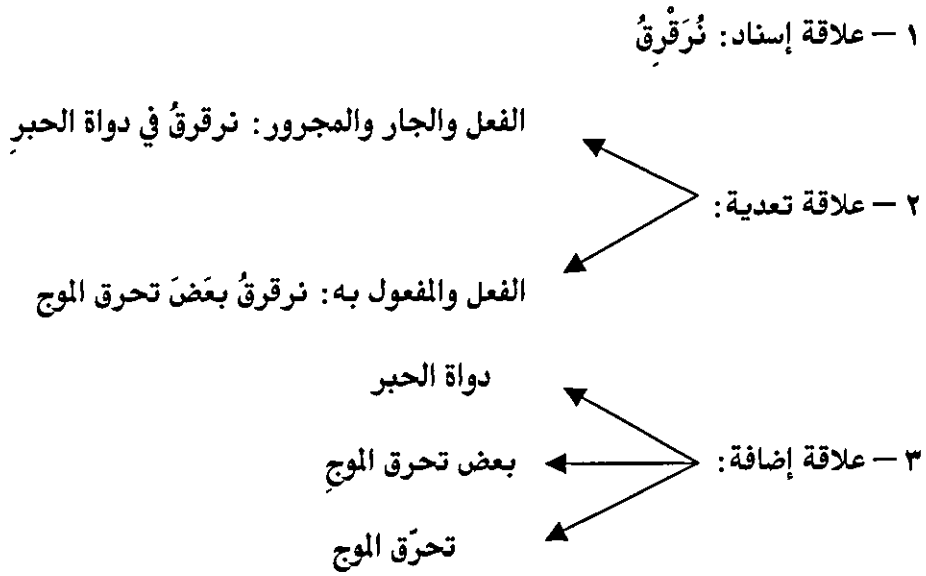 ١ – علاقة إسناد: نُرَقْرِقُ
الفعل والجار والمجرور: نرقرقُ في دواة الحبرِ
٢ – علاقة تعدية:
الفعل والمفعول به: نرقرقُ بعَضَ تحرق الموج
دواة الحبر
٣ – علاقة إضافة: بعض تحرق الموجِ
تحرّق الموج